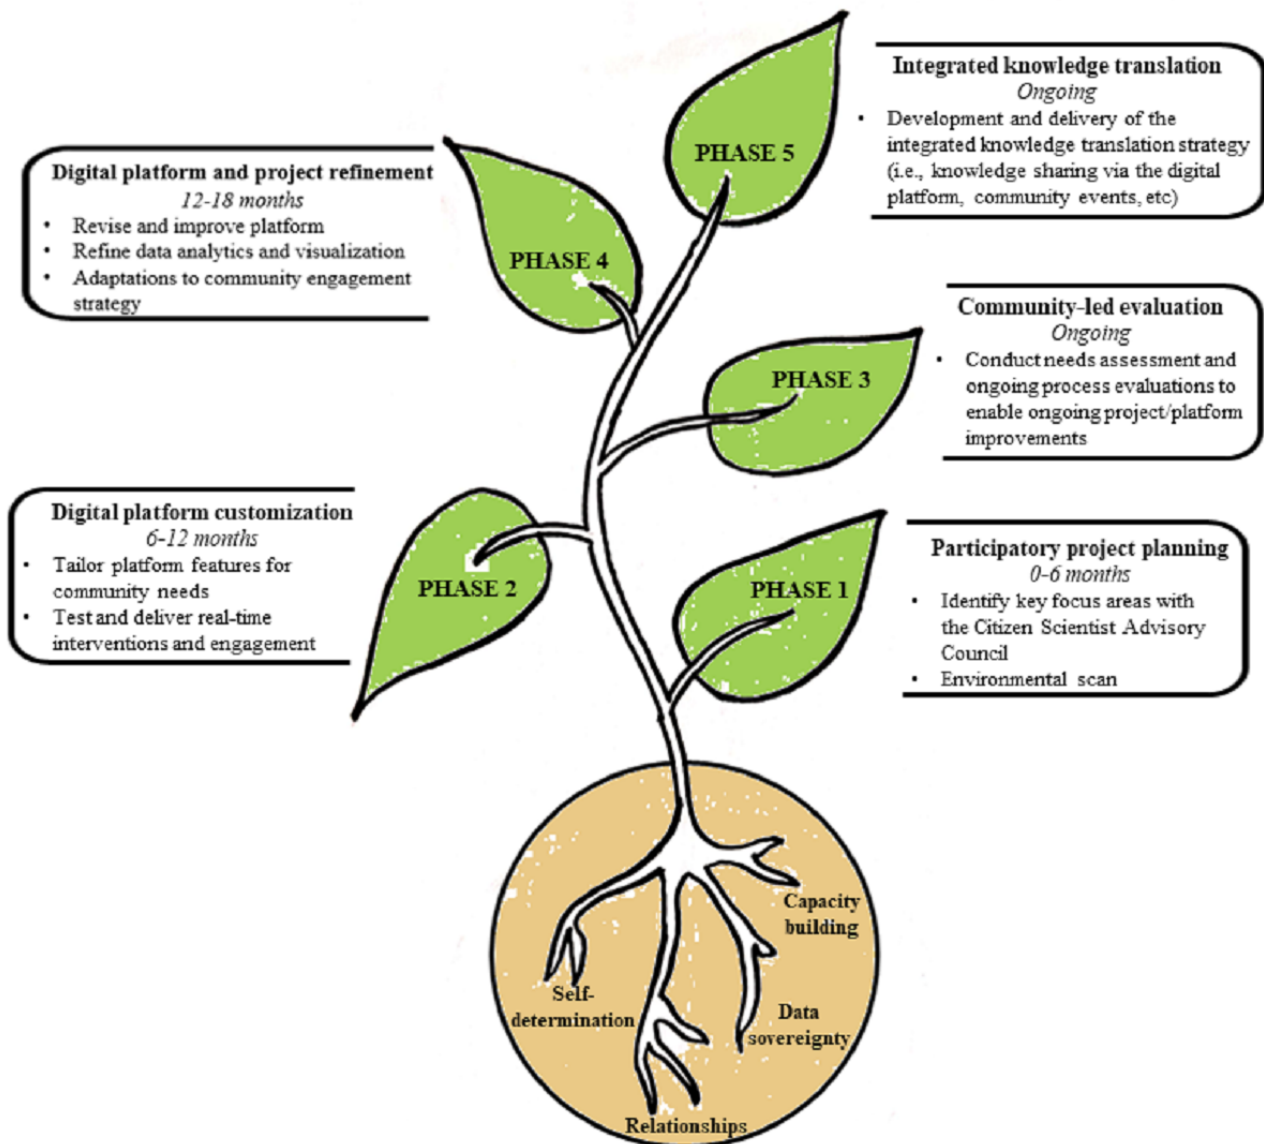 Integrated knowledge translation
Ongoing
• Development and delivery of the
integrated knowledge translation strategy
(i.e., knowledge sharing via the digital
platform, community events, etc)
PHASE 5
Digital platform and project refinement
12-18 months
• Revise and improve platform
• Refine data analytics and visualization
• Adaptations to community engagement
strategy
PHASE 4
Community-led evaluation
Ongoing
• Conduct needs assessment and
ongoing process evaluations to
enable ongoing project/platform
improvements
PHASE 3
Digital platform customization
6-12 months
• Tailor platform features for
community needs
• Test and deliver real-time
interventions and engagement
PHASE 2
Participatory project planning
0-6 months
• Identify key focus areas with
the Citizen Scientist Advisory
Council
• Environmental scan
PHASE 1
Capacity
building
Self-
determination
Data
sovereignty
Relationships